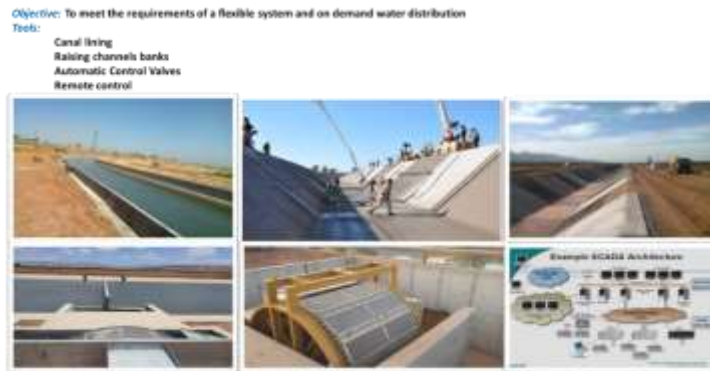 Objective: To meet the requirements of a flexible system and on demand water distribution
Tools:
Canal lining
Raising channels banks
Automatic Control Valves
Remote control
Example SCADA Architecture